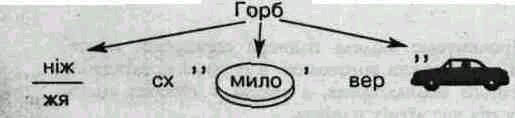 Горб
ніж
жя
сх ,, мило ' вер ,,